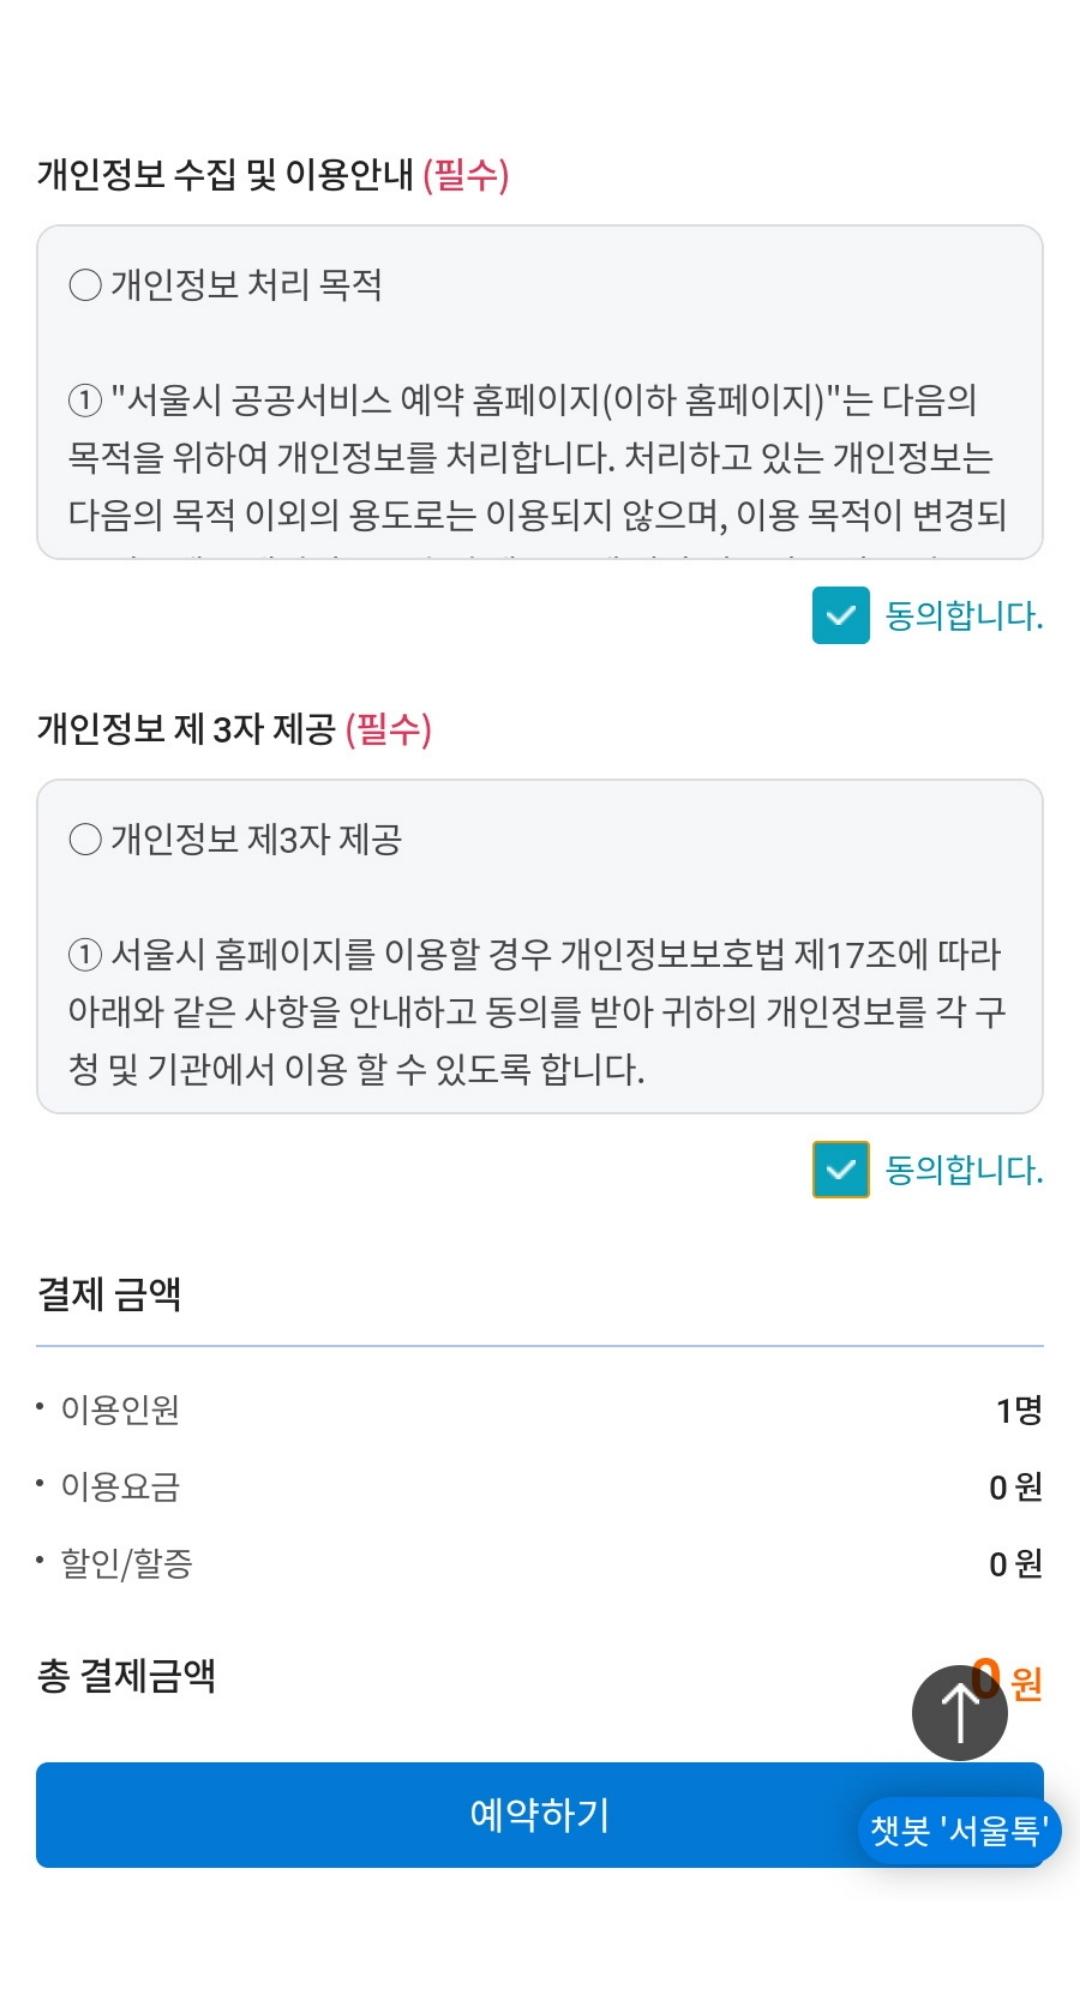 개인정보 수집 및 이용안내 (필수)
○ 개인정보 처리 목적
① "서울시 공공서비스 예약 홈페이지(이하 홈페이지)"는 다음의
목적을 위하여 개인정보를 처리합니다. 처리하고 있는 개인정보는
다음의 목적 이외의 용도로는 이용되지 않으며, 이용 목적이 변경되
동의합니다.
개인정보 제 3자 제공 (필수)
○ 개인정보 제3자 제공
① 서울시 홈페이지를 이용할 경우 개인정보보호법 제17조에 따라
아래와 같은 사항을 안내하고 동의를 받아 귀하의 개인정보를 각 구
청 및 기관에서 이용 할 수 있도록 합니다.
동의합니다.
결제 금액
• 이용인원 1명
• 이용요금 0 원
• 할인/할증 0 원
총 결제금액 0 원
예약하기
챗봇 '서울톡'